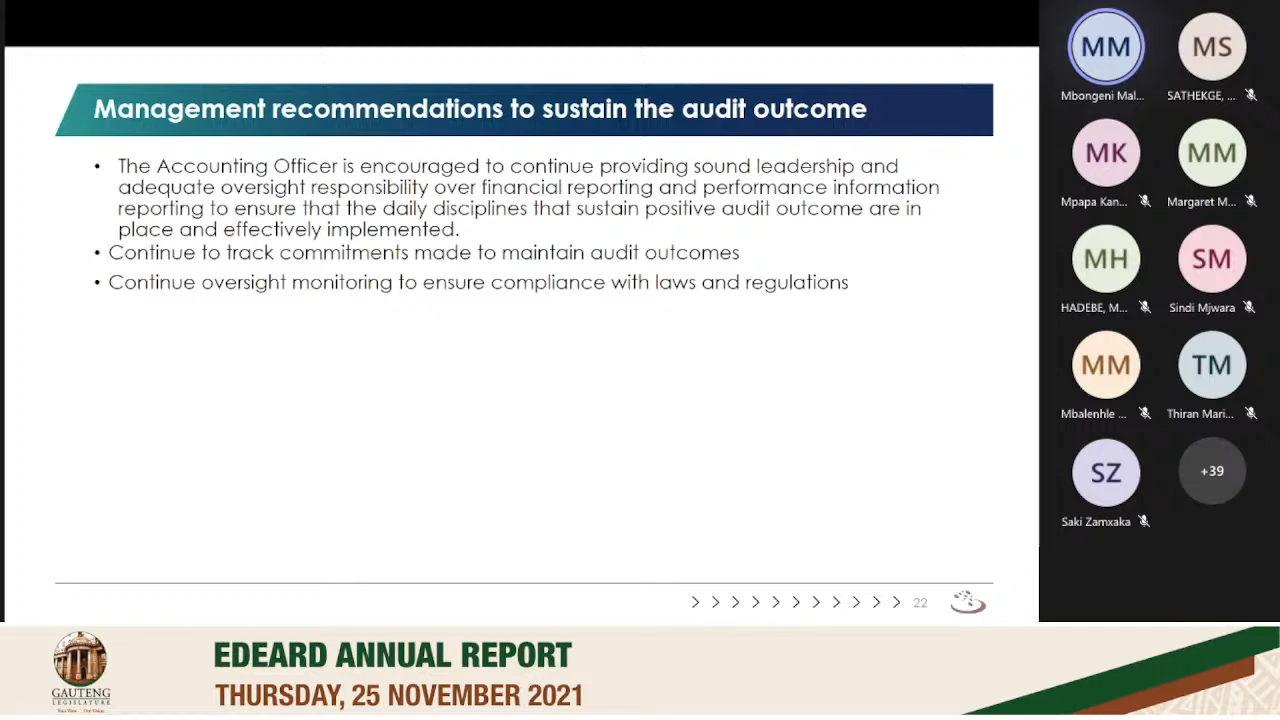 Management recommendations to sustain the audit outcome
• The Accounting Officer is encouraged to continue providing sound leadership and
adequate oversight responsibility over financial reporting and performance information
reporting to ensure that the daily disciplines that sustain positive audit outcome are in
place and effectively implemented.
• Continue to track commitments made to maintain audit outcomes
• Continue oversight monitoring to ensure compliance with laws and regulations
22
MM
Mbongeni Mal...
MS
SATHEKGE, ...
MK
Mpapa Kan...
MM
Margaret M...
MH
HADEBE, M...
SM
Sindi Mjwara
MM
Mbalenhle ...
TM
Thiran Mari...
SZ
Saki Zamxaka
+39
GAUTENG
LEGISLATURE
EDEARD ANNUAL REPORT
THURSDAY, 25 NOVEMBER 2021